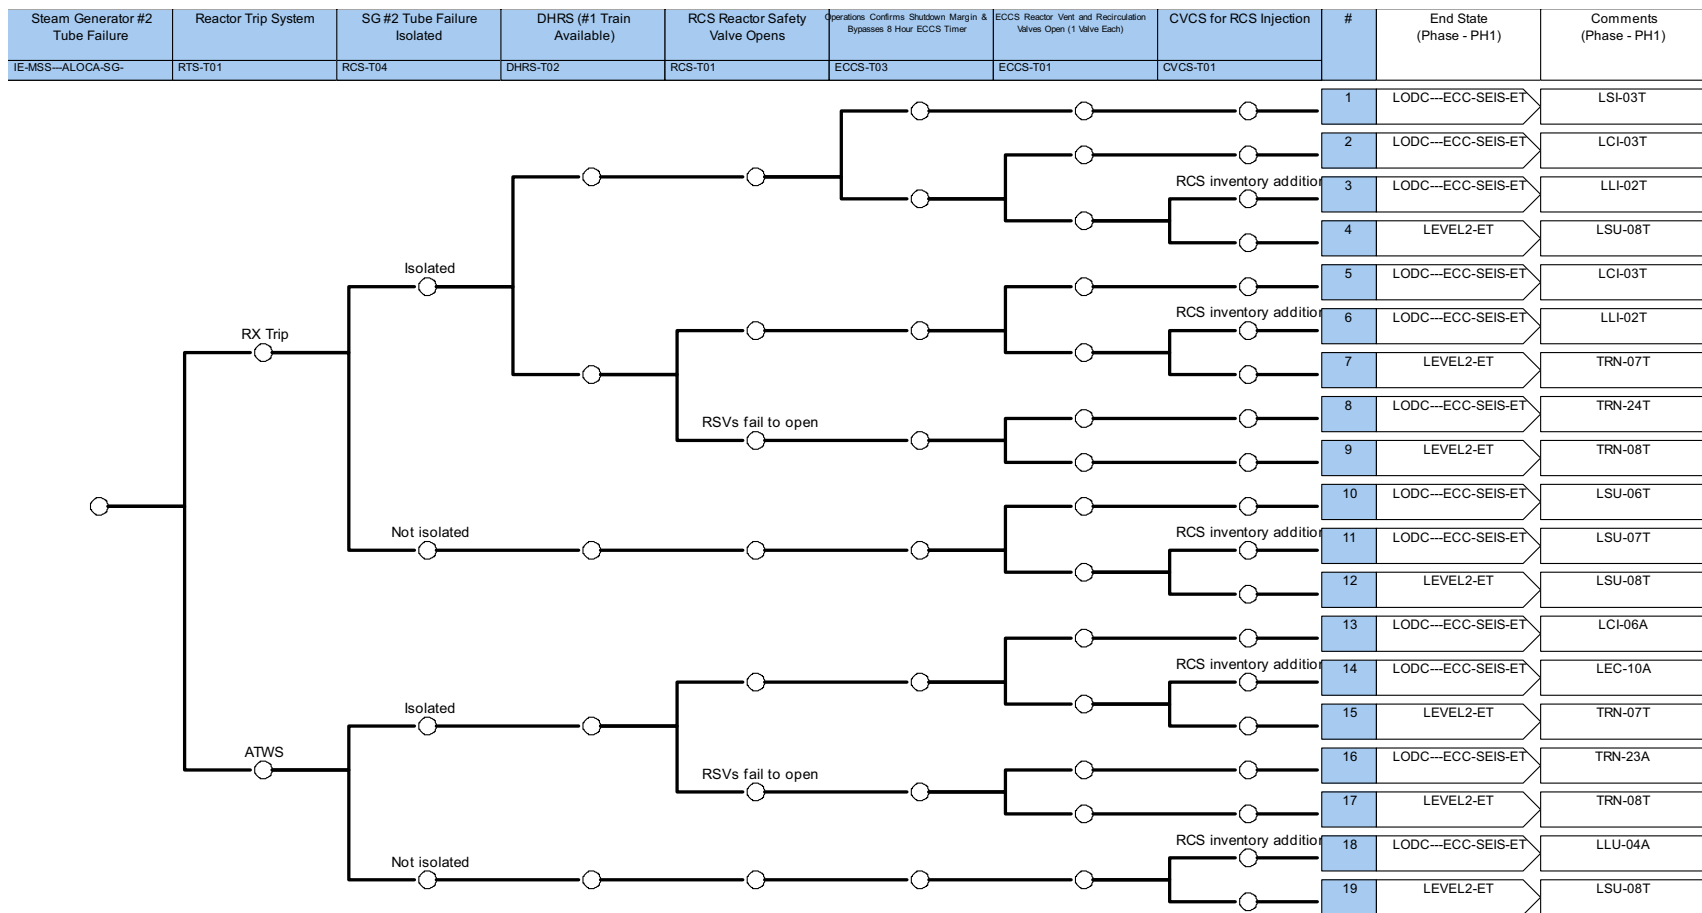 Steam Generator #2
Tube Failure
Reactor Trip System
SG #2 Tube Failure
Isolated
DHRS (#1 Train
Available)
RCS Reactor Safety
Valve Opens
Operations Confirms Shutdown Margin &
Bypasses 8 Hour ECCS Timer
ECCS Reactor Vent and Recirculation
Valves Open (1 Valve Each)
CVCS for RCS Injection
#
End State
(Phase - PH1)
Comments
(Phase - PH1)
IE-MSS---ALOCA-SG-
RTS-T01
RCS-T04
DHRS-T02
RCS-T01
ECCS-T03
ECCS-T01
CVCS-T01
1 LODC---ECC-SEIS-ET LSI-03T
2 LODC---ECC-SEIS-ET LCI-03T
RCS inventory addition 3 LODC---ECC-SEIS-ET LLI-02T
4 LEVEL2-ET LSU-08T
Isolated
5 LODC---ECC-SEIS-ET LCI-03T
RCS inventory addition 6 LODC---ECC-SEIS-ET LLI-02T
RX Trip
7 LEVEL2-ET TRN-07T
RSVs fail to open
8 LODC---ECC-SEIS-ET TRN-24T
9 LEVEL2-ET TRN-08T
10 LODC---ECC-SEIS-ET LSU-06T
Not isolated
RCS inventory addition 11 LODC---ECC-SEIS-ET LSU-07T
12 LEVEL2-ET LSU-08T
13 LODC---ECC-SEIS-ET LCI-06A
RCS inventory addition 14 LODC---ECC-SEIS-ET LEC-10A
Isolated
15 LEVEL2-ET TRN-07T
ATWS
16 LODC---ECC-SEIS-ET TRN-23A
RSVs fail to open
17 LEVEL2-ET TRN-08T
RCS inventory addition 18 LODC---ECC-SEIS-ET LLU-04A
Not isolated
19 LEVEL2-ET LSU-08T